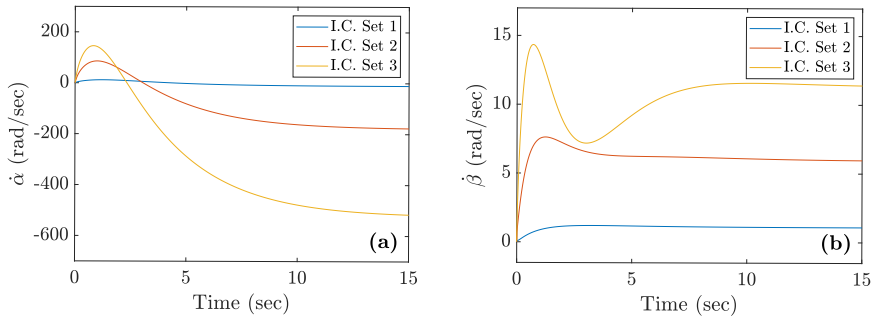 200
0
-200
-400
-600
α̇ (rad/sec)
I.C. Set 1
I.C. Set 2
I.C. Set 3
(a)
0
5
10
15
Time (sec)
15
10
5
0
β̇ (rad/sec)
I.C. Set 1
I.C. Set 2
I.C. Set 3
(b)
0
5
10
15
Time (sec)